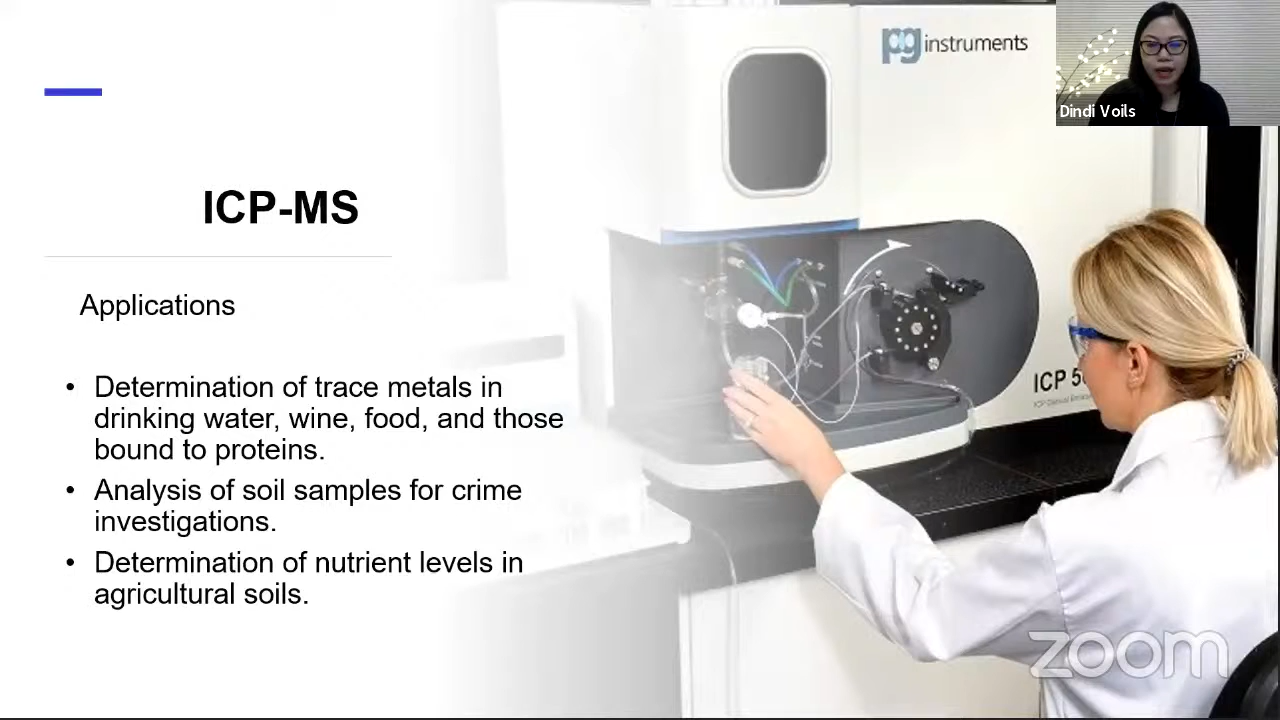 pg instruments
Dindi Voils
ICP-MS
Applications
• Determination of trace metals in
drinking water, wine, food, and those
bound to proteins.
• Analysis of soil samples for crime
investigations.
• Determination of nutrient levels in
agricultural soils.
ICP
zoom